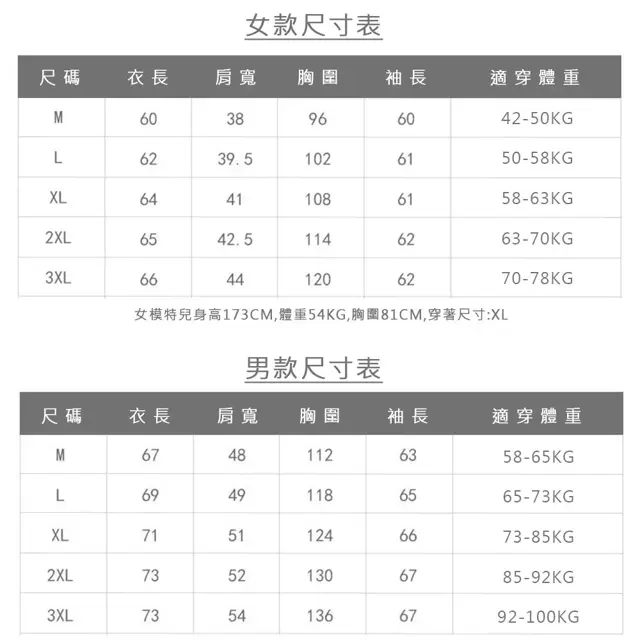 女款尺寸表
尺碼 衣長 肩寬 胸圍 袖長 適穿體重
M 60 38 96 60 42-50KG
L 62 39.5 102 61 50-58KG
XL 64 41 108 61 58-63KG
2XL 65 42.5 114 62 63-70KG
3XL 66 44 120 62 70-78KG
女模特兒身高173CM,體重54KG,胸圍81CM,穿著尺寸:XL
男款尺寸表
尺碼 衣長 肩寬 胸圍 袖長 適穿體重
M 67 48 112 63 58-65KG
L 69 49 118 65 65-73KG
XL 71 51 124 66 73-85KG
2XL 73 52 130 67 85-92KG
3XL 73 54 136 67 92-100KG